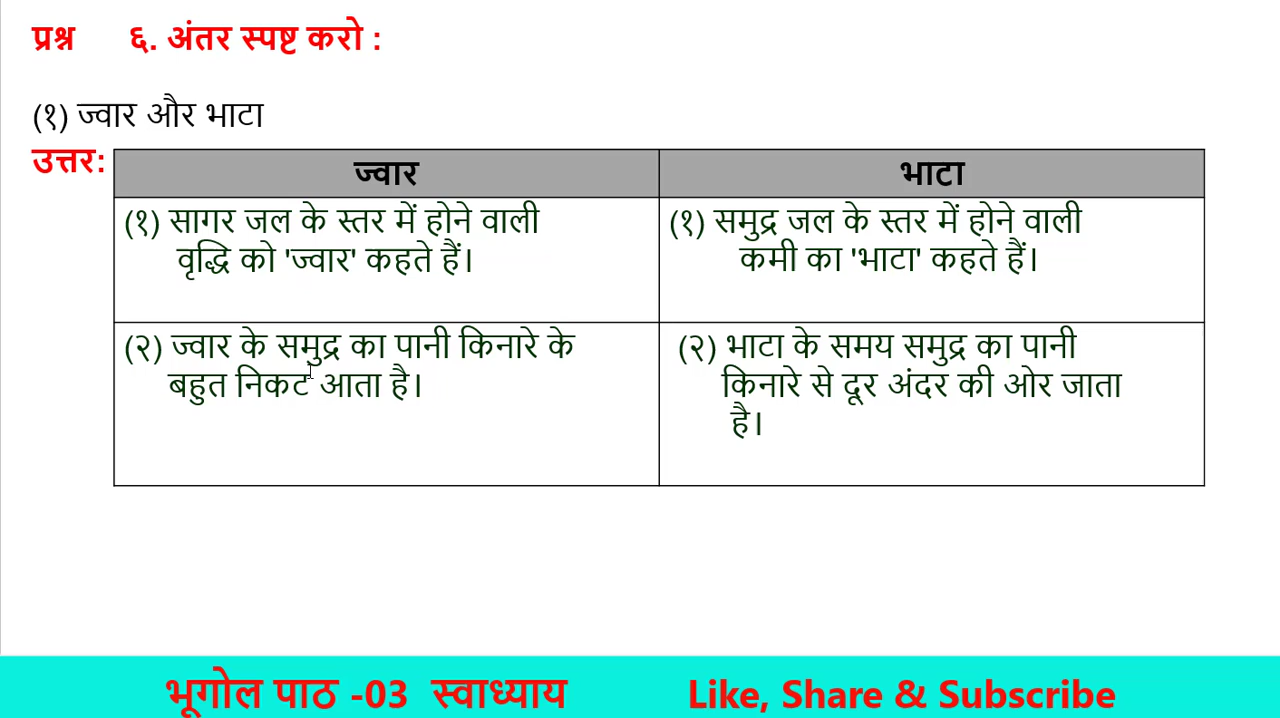 प्रश्न ६. अंतर स्पष्ट करो :
(१) ज्वार और भाटा
उत्तर:
ज्वार
भाटा
(१) सागर जल के स्तर में होने वाली
वृद्धि को 'ज्वार' कहते हैं।
(१) समुद्र जल के स्तर में होने वाली
कमी का 'भाटा' कहते हैं।
(२) ज्वार के समुद्र का पानी किनारे के
बहुत निकट आता है।
(२) भाटा के समय समुद्र का पानी
किनारे से दूर अंदर की ओर जाता
है।
भूगोल पाठ -03 स्वाध्याय Like, Share & Subscribe